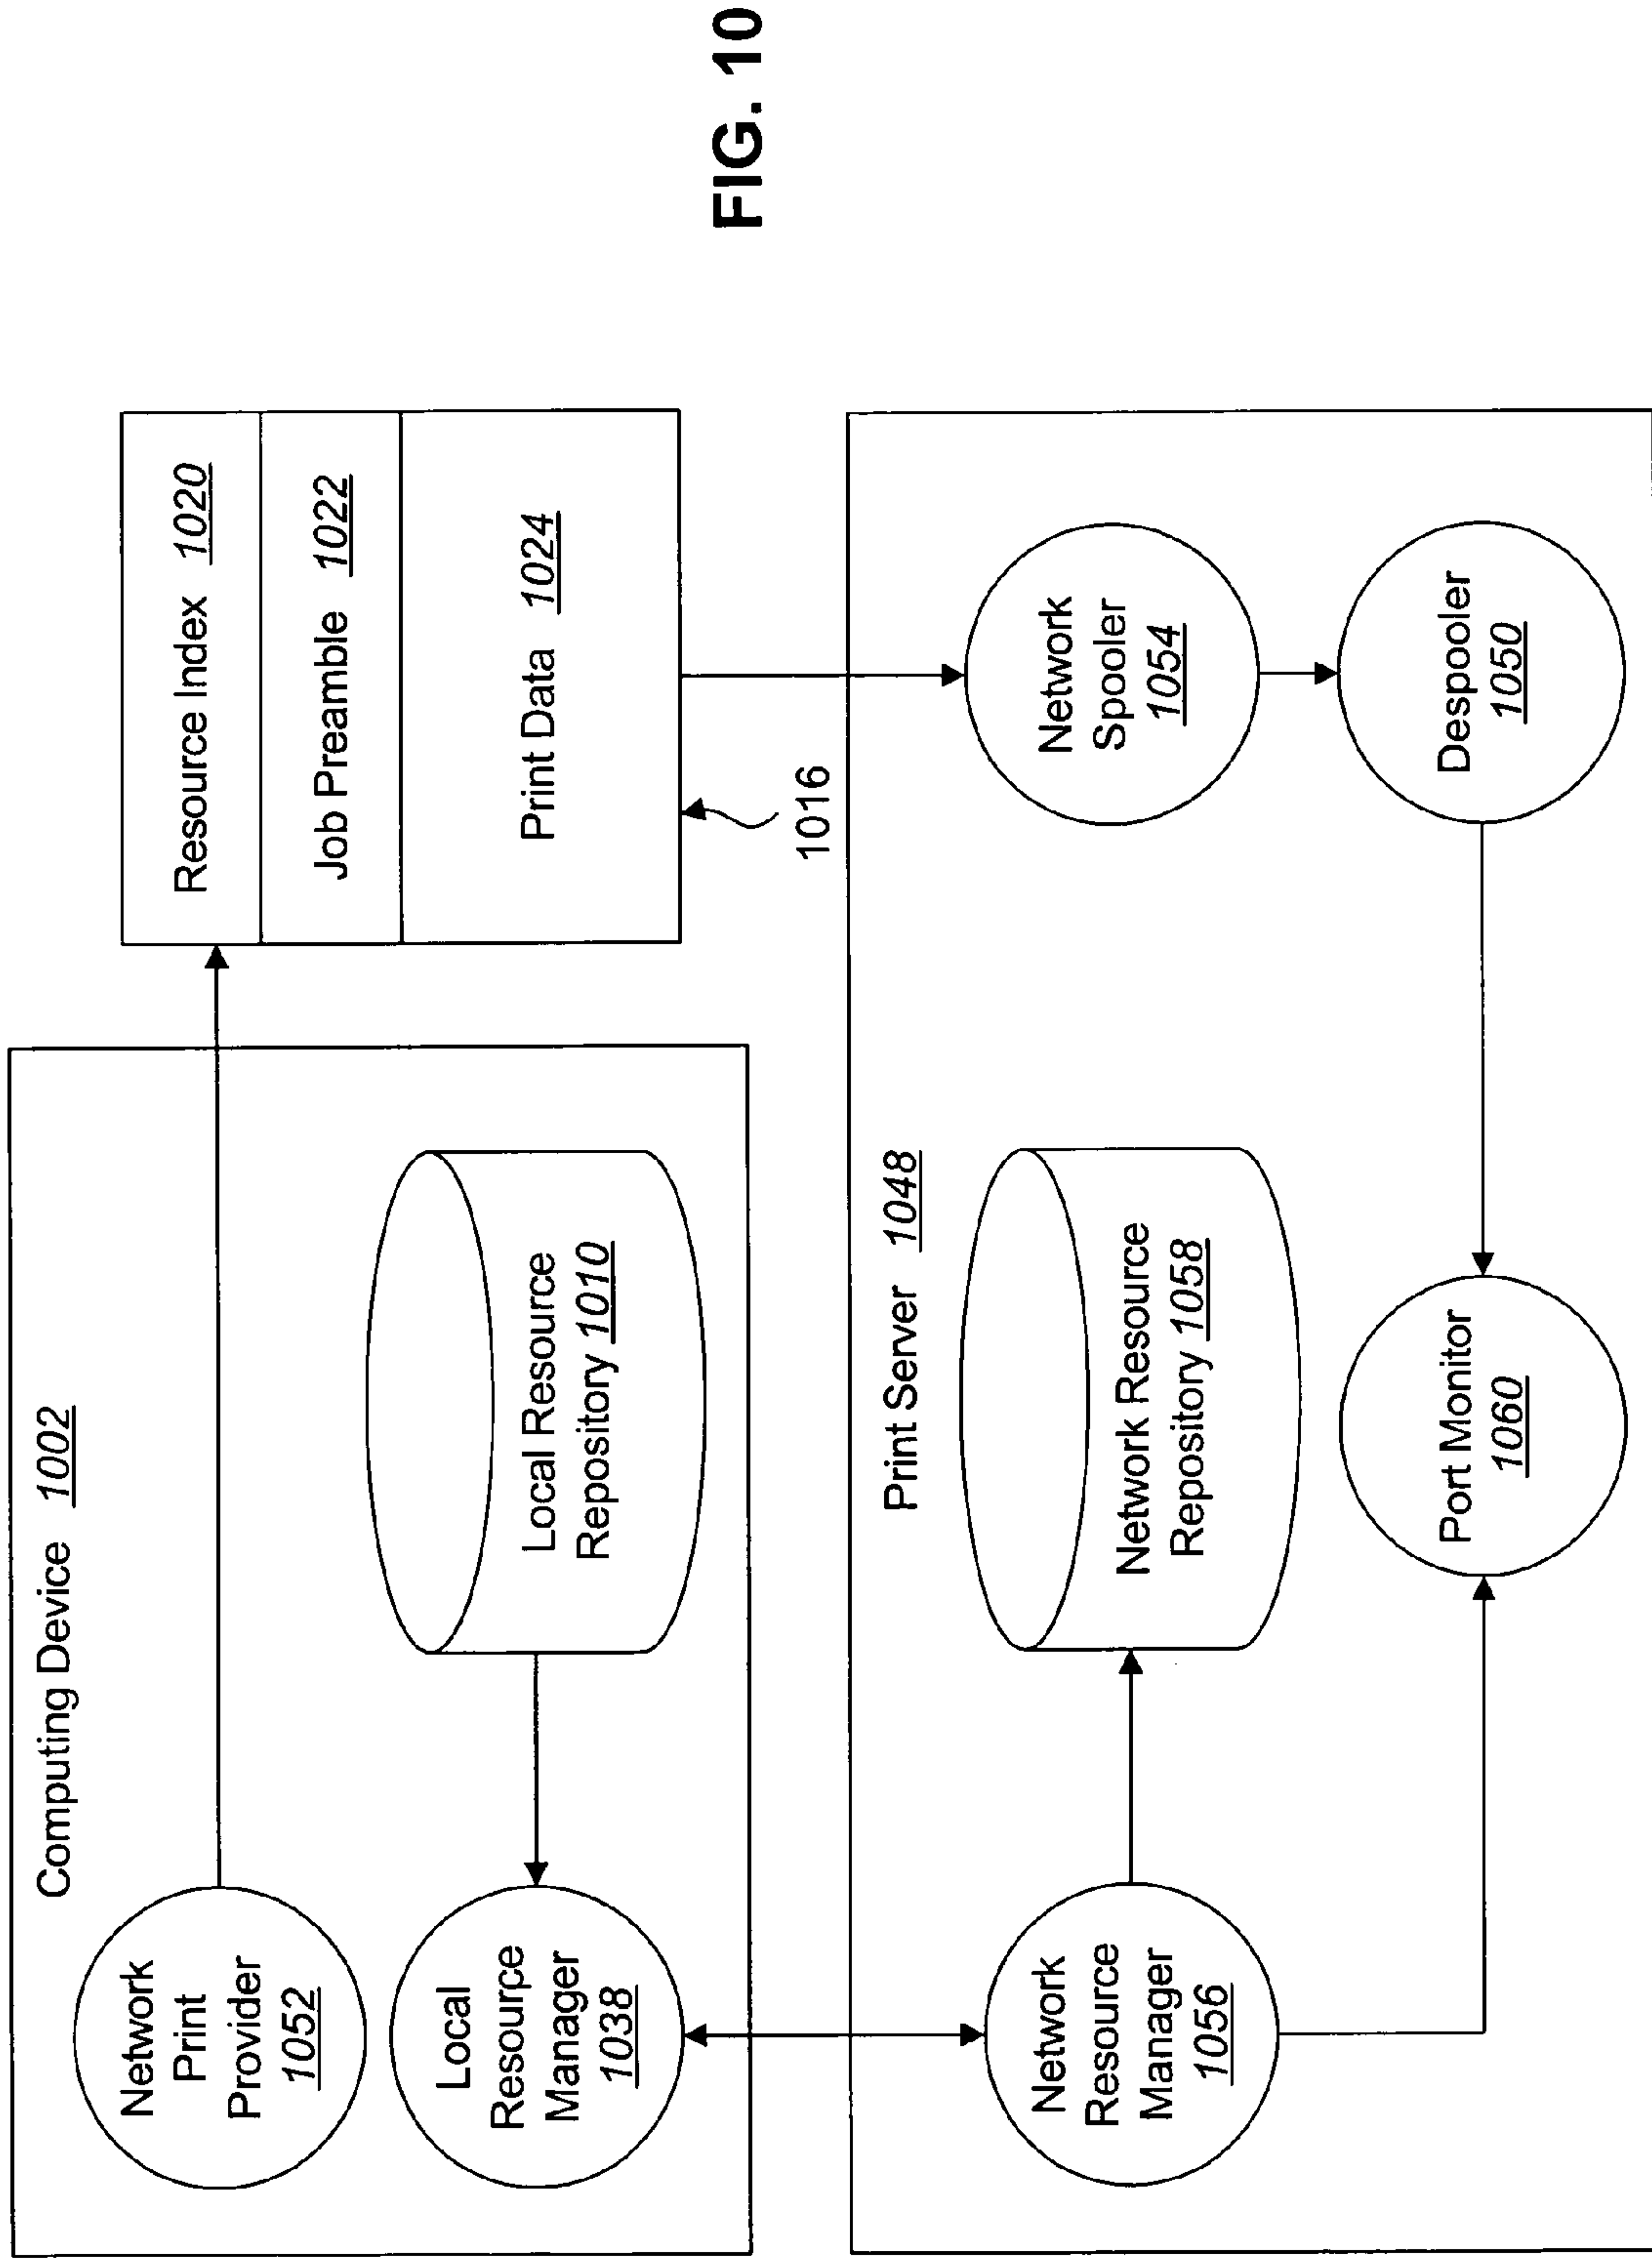 Computing Device 1002
Network
Print
Provider
1052
Resource Index 1020
Job Preamble 1022
Print Data 1024
1016
Local
Resource
Manager
1038
Local Resource
Repository 1010
Print Server 1048
Network
Resource
Manager
1056
Network Resource
Repository 1058
Network
Spooler
1054
Port Monitor
1060
Despooler
1050
FIG. 10